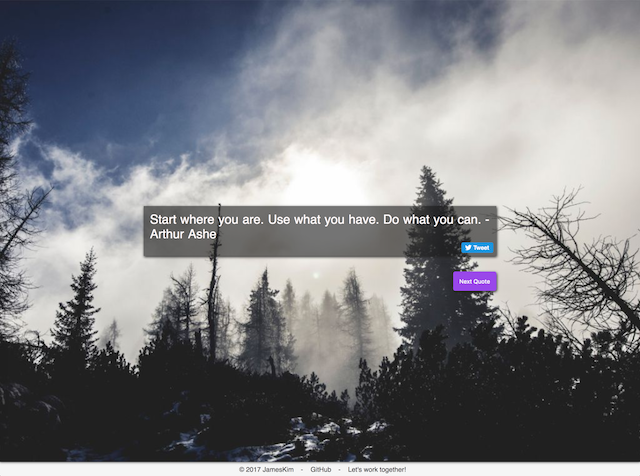 Start where you are. Use what you have. Do what you can. -
Arthur Ashe
Tweet
Next Quote
© 2017 JamesKim - GitHub - Let's work together!